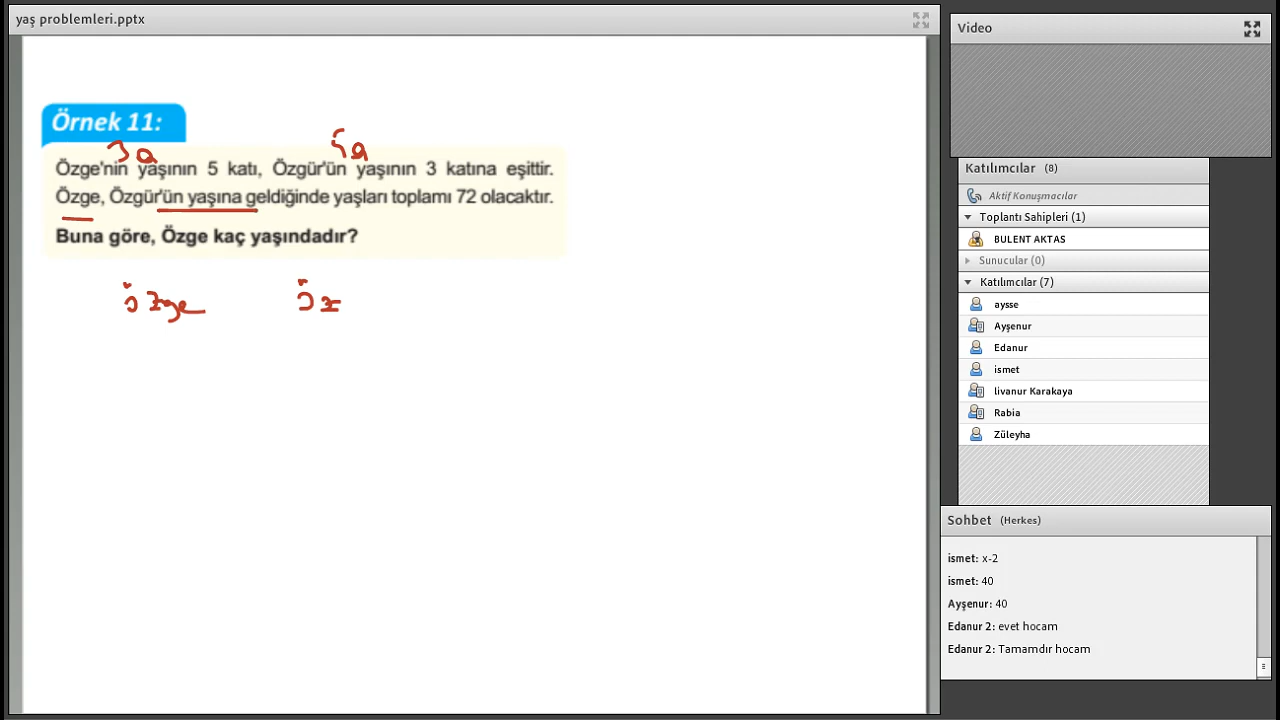 yaş problemleri.pptx
Örnek 11:
3a 5a
Özge'nin yaşının 5 katı, Özgür'ün yaşının 3 katına eşittir.
Özge, Özgür'ün yaşına geldiğinde yaşları toplamı 72 olacaktır.
Buna göre, Özge kaç yaşındadır?
özge öz
Video
Katılımcılar (8)
Aktif Konuşmacılar
Toplantı Sahipleri (1)
BULENT AKTAS
Sunucular (0)
Katılımcılar (7)
aysse
Ayşenur
Edanur
ismet
livanur Karakaya
Rabia
Züleyha
Sohbet (Herkes)
ismet: x-2
ismet: 40
Ayşenur: 40
Edanur 2: evet hocam
Edanur 2: Tamamdır hocam